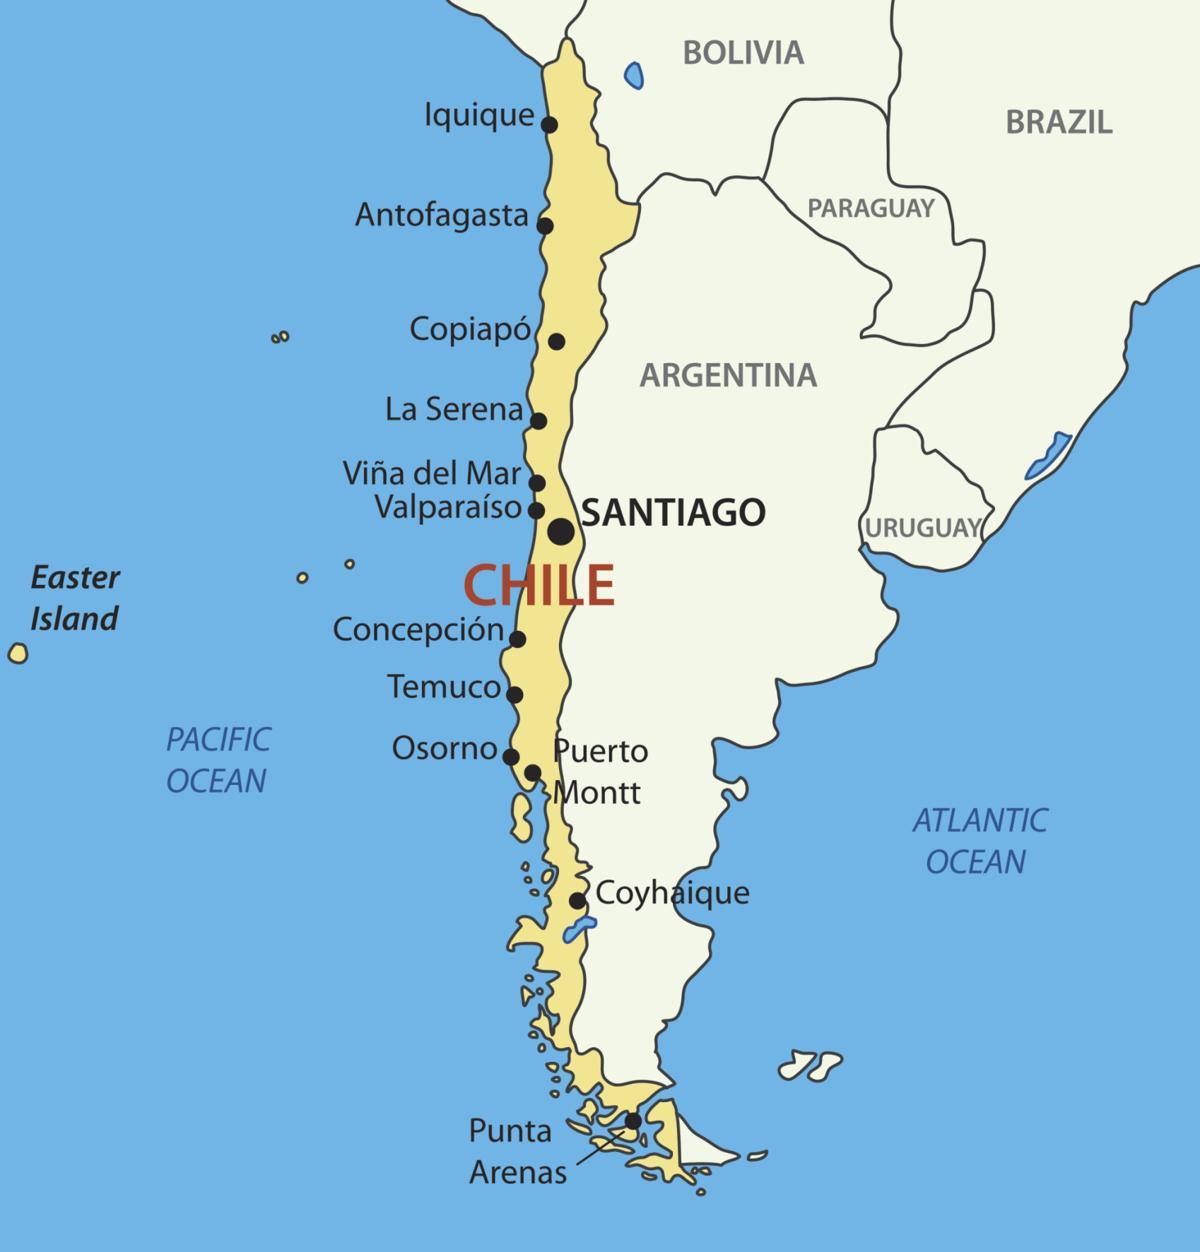 BOLIVIA
Iquique
BRAZIL
Antofagasta
PARAGUAY
Copiapó
ARGENTINA
La Serena
Viña del Mar
Valparaíso
SANTIAGO
URUGUAY
Easter
Island
CHILE
Concepción
Temuco
PACIFIC
OCEAN
Osorno
Puerto
Montt
ATLANTIC
OCEAN
Coyhaique
Punta
Arenas